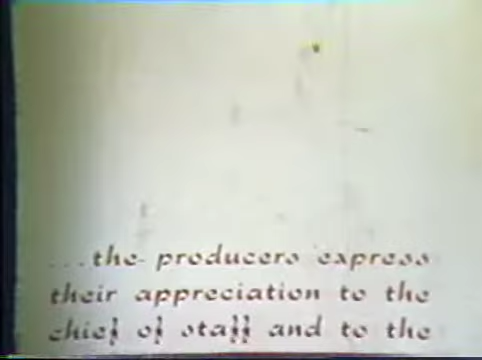 ...the producers express
their appreciation to the
chief of staff and to the